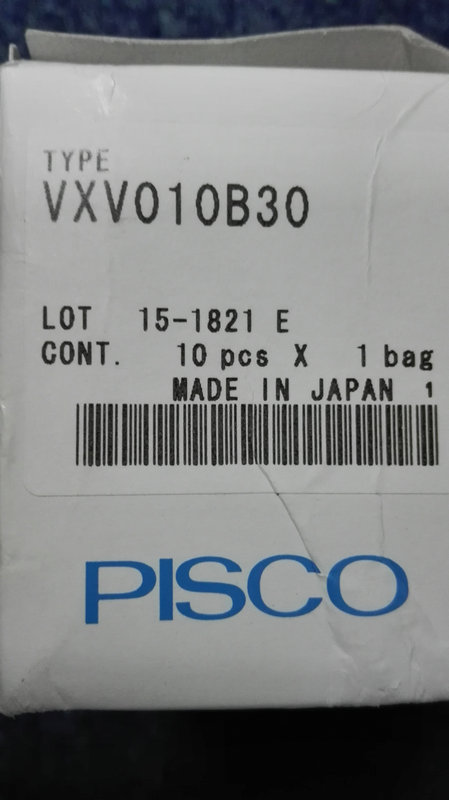 TYPE
VXV010B30
LOT 15-1821 E
CONT. 10 pcs X 1 bag
MADE IN JAPAN 1
PISCO